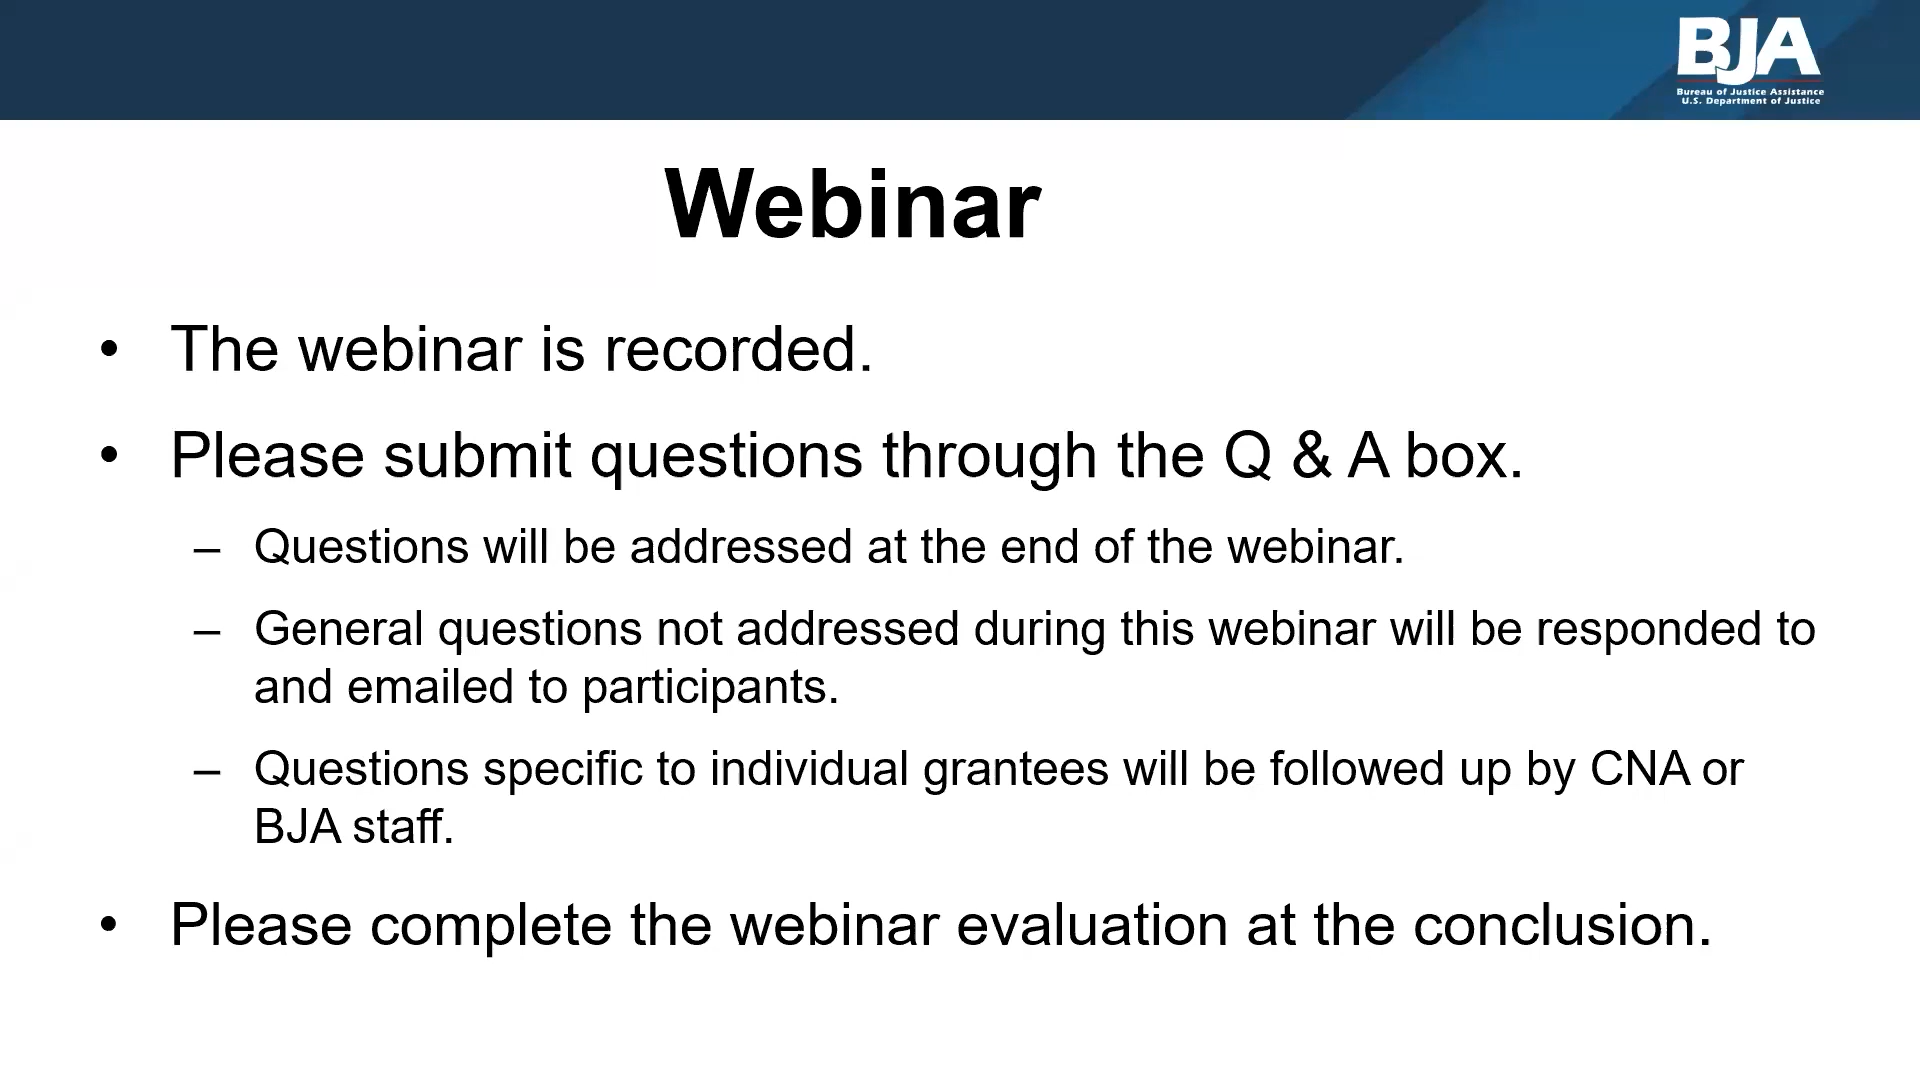 BJA
Bureau of Justice Assistance
U.S. Department of Justice
Webinar
• The webinar is recorded.
• Please submit questions through the Q & A box.
– Questions will be addressed at the end of the webinar.
– General questions not addressed during this webinar will be responded to
and emailed to participants.
– Questions specific to individual grantees will be followed up by CNA or
BJA staff.
• Please complete the webinar evaluation at the conclusion.